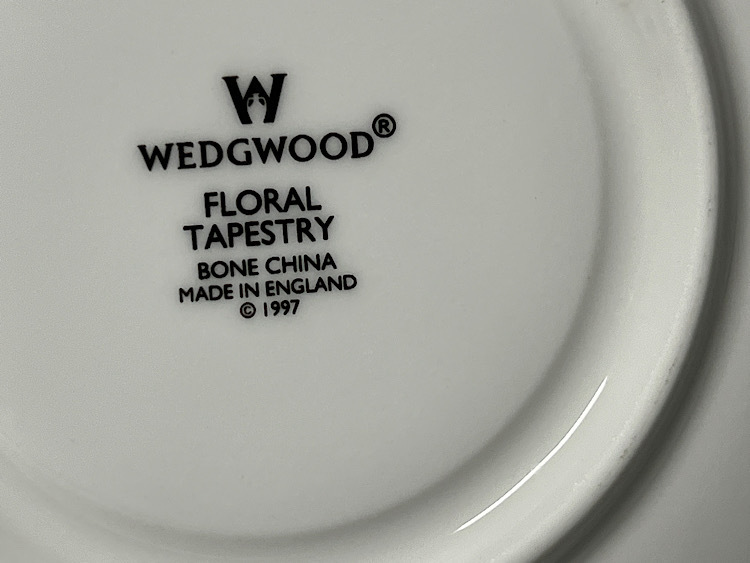 W
WEDGWOOD®
FLORAL
TAPESTRY
BONE CHINA
MADE IN ENGLAND
© 1997